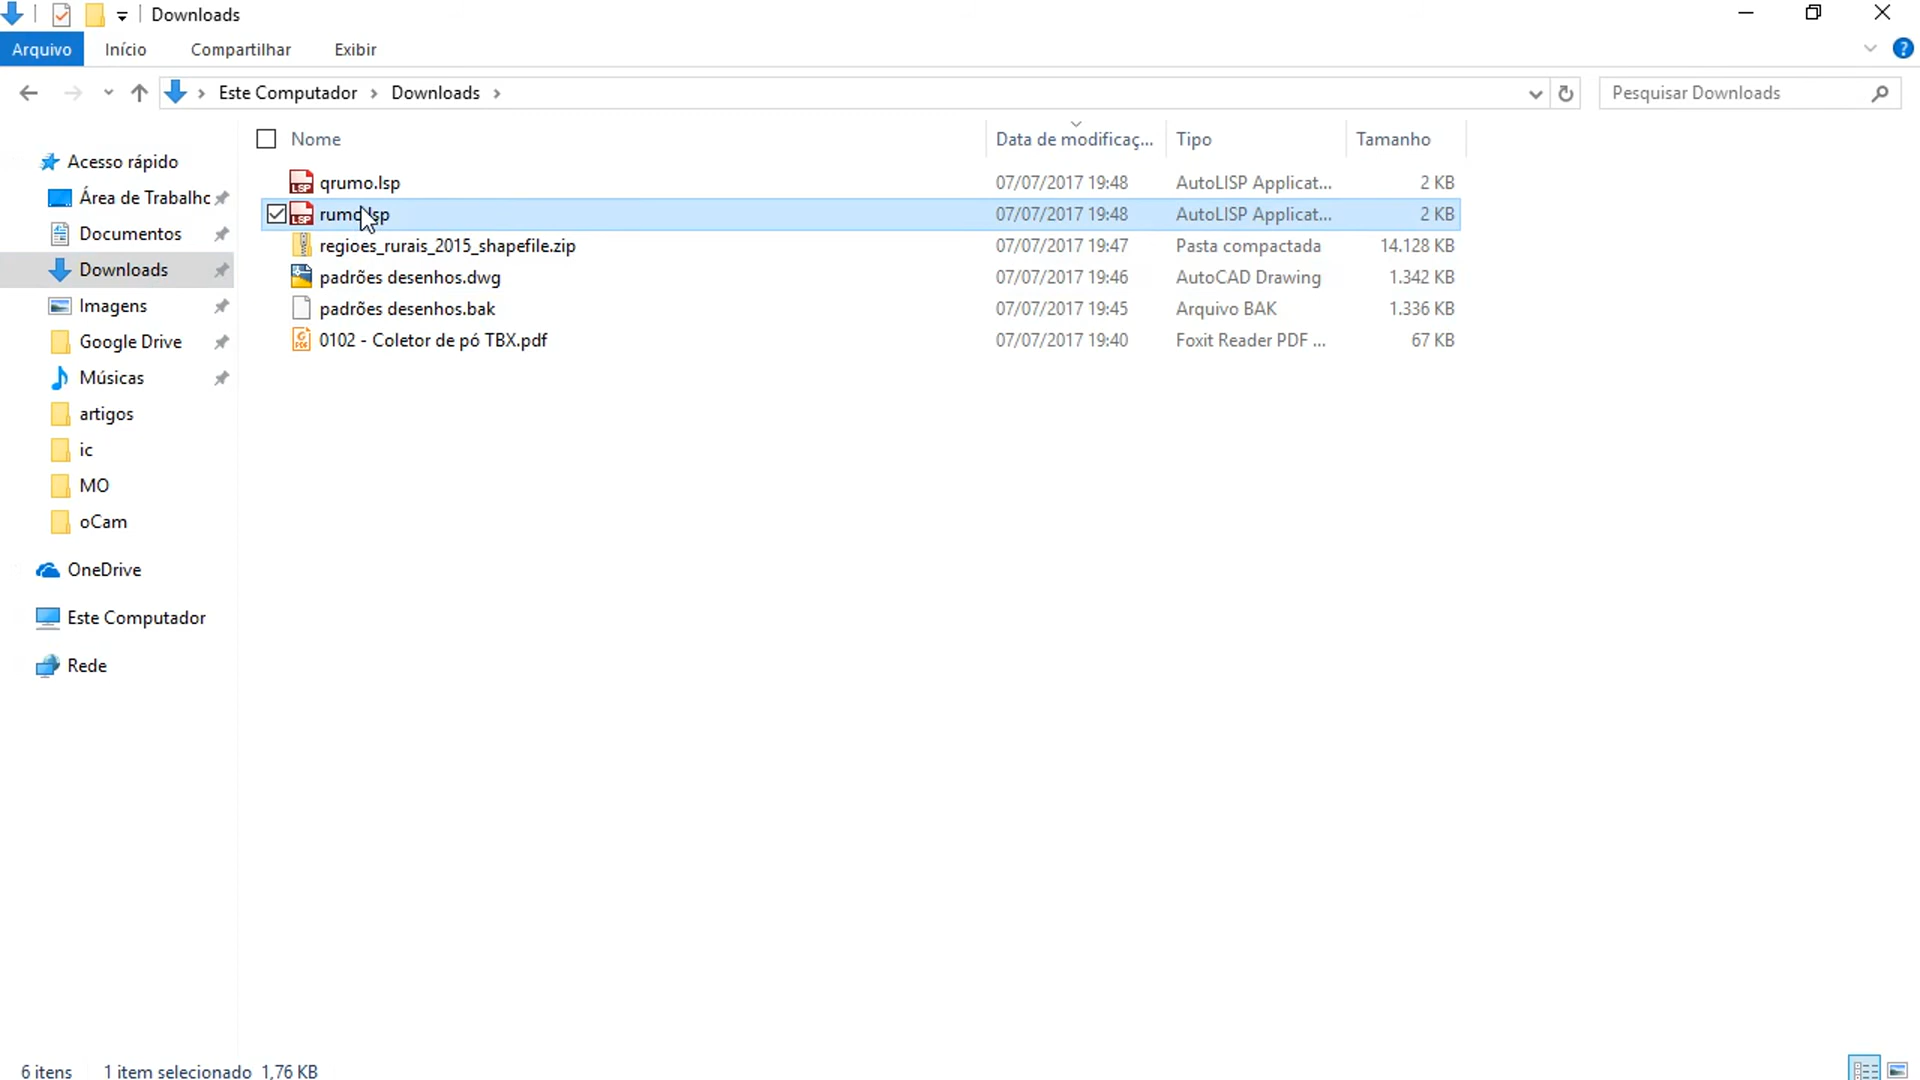 Downloads
Arquivo Início Compartilhar Exibir
Este Computador Downloads Pesquisar Downloads
Nome Data de modificaç... Tipo Tamanho
Acesso rápido
Área de Trabalho
Documentos
Downloads
Imagens
Google Drive
Músicas
artigos
ic
MO
oCam
OneDrive
Este Computador
Rede
qrumo.lsp 07/07/2017 19:48 AutoLISP Applicat... 2 KB
rumo.lsp 07/07/2017 19:48 AutoLISP Applicat... 2 KB
regioes_rurais_2015_shapefile.zip 07/07/2017 19:47 Pasta compactada 14.128 KB
padrões desenhos.dwg 07/07/2017 19:46 AutoCAD Drawing 1.342 KB
padrões desenhos.bak 07/07/2017 19:45 Arquivo BAK 1.336 KB
0102 - Coletor de pó TBX.pdf 07/07/2017 19:40 Foxit Reader PDF ... 67 KB
6 itens 1 item selecionado 1,76 KB